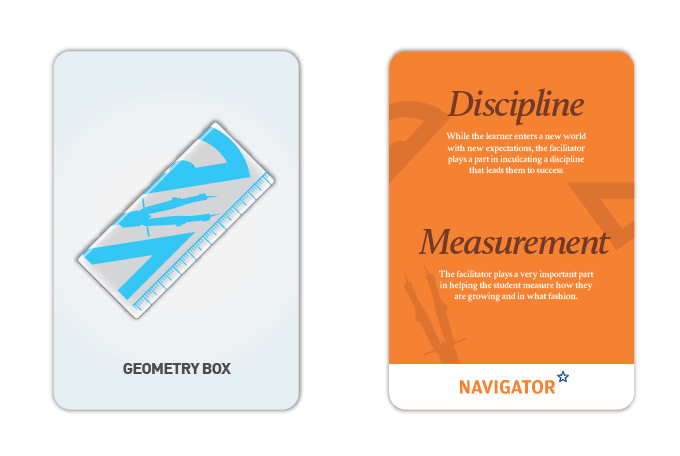 GEOMETRY BOX
Discipline
While the learner enters a new world
with new expectations, the facilitator
plays a part in inculcating a discipline
that leads them to success
Measurement
The facilitator plays a very important part
in helping the student measure how they
are growing and in what fashion.
NAVIGATOR